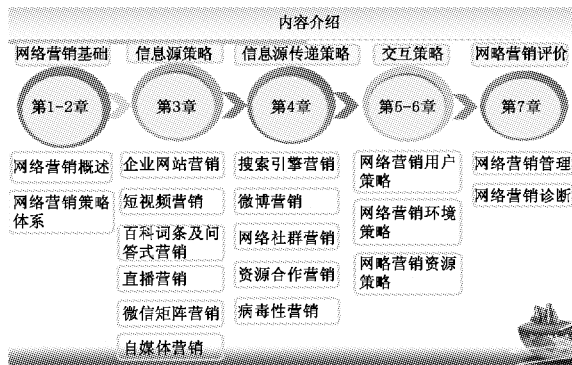 内容介绍
网络营销基础
信息源策略
信息源传递策略
交互策略
网略营销评价
第1-2章
第3章
第4章
第5-6章
第7章
网络营销概述
网络营销策略
体系
企业网站营销
短视频营销
百科词条及问
答式营销
直播营销
微信矩阵营销
自媒体营销
搜索引擎营销
微博营销
网络社群营销
资源合作营销
病毒性营销
网络营销用户
策略
网络营销环境
策略
网略营销资源
策略
网络营销管理
网络营销诊断